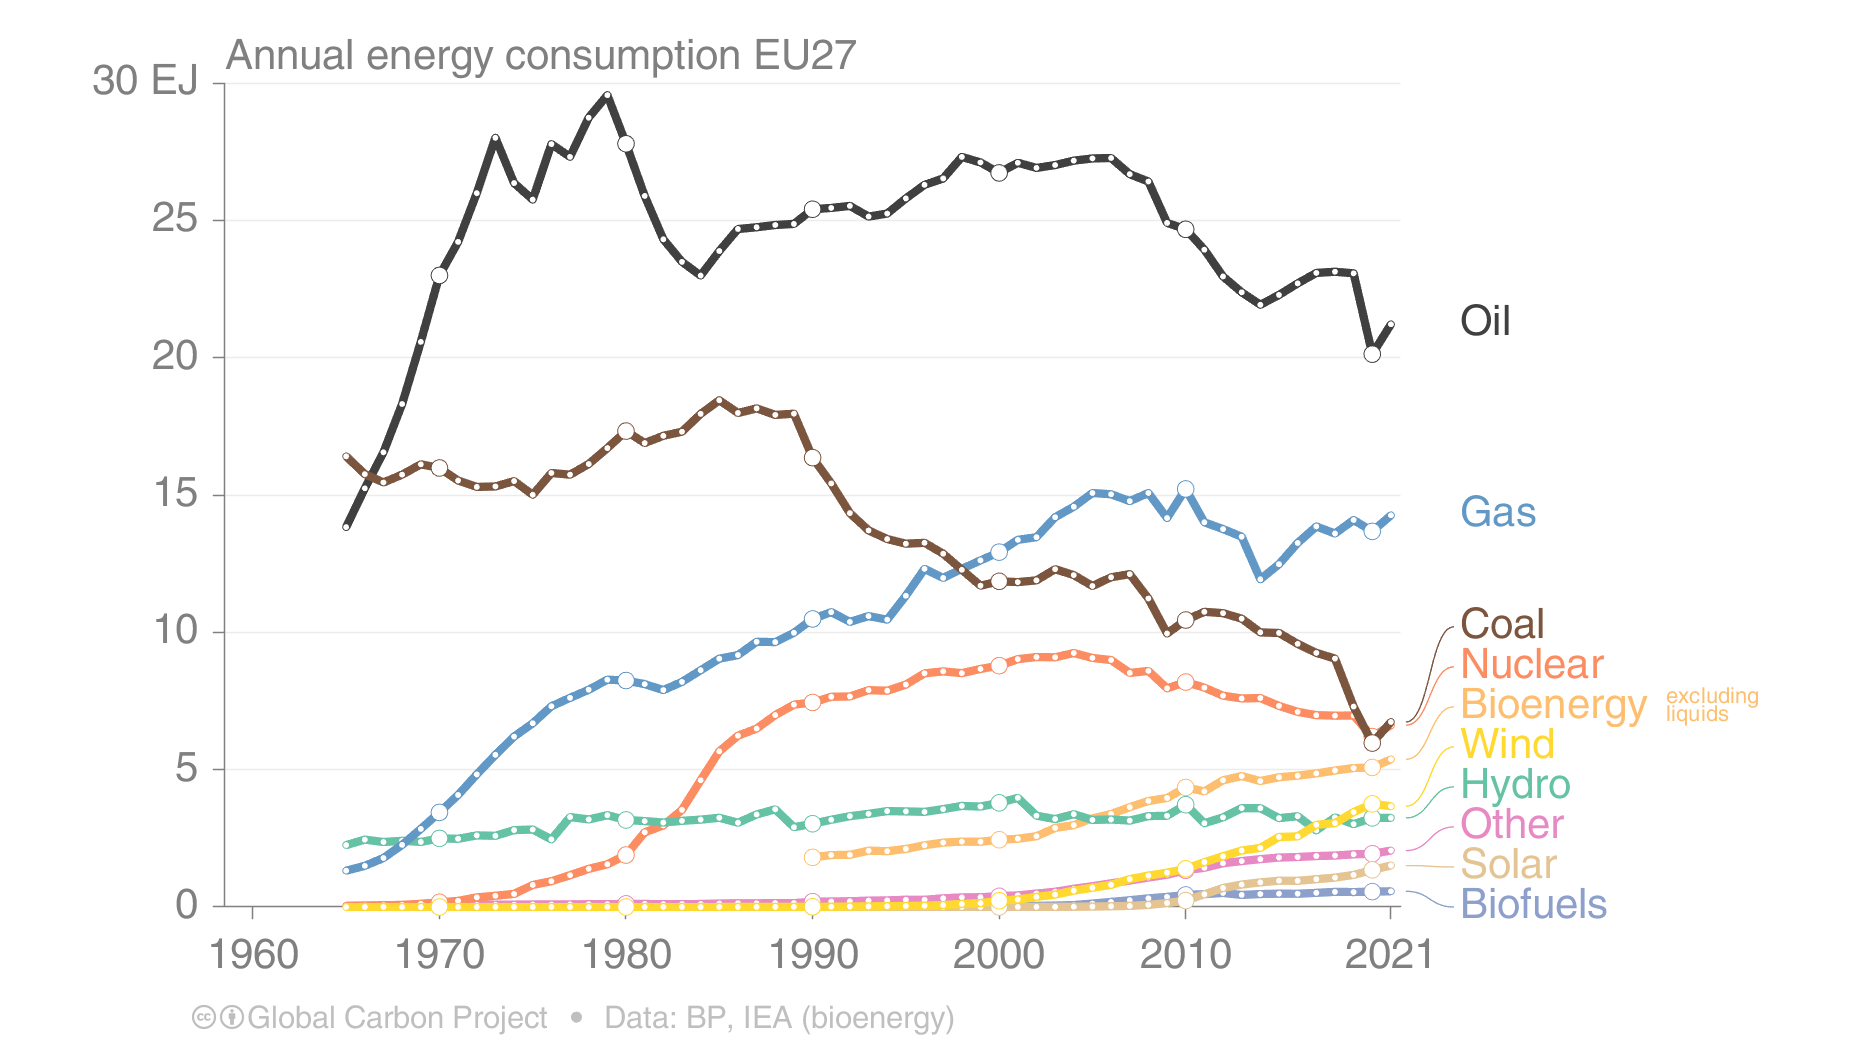 Annual energy consumption EU27
30 EJ
25
20
15
10
5
0
1960 1970 1980 1990 2000 2010 2021
Oil
Gas
Coal
Nuclear
Bioenergy excluding
liquids
Wind
Hydro
Other
Solar
Biofuels
cc Global Carbon Project • Data: BP, IEA (bioenergy)